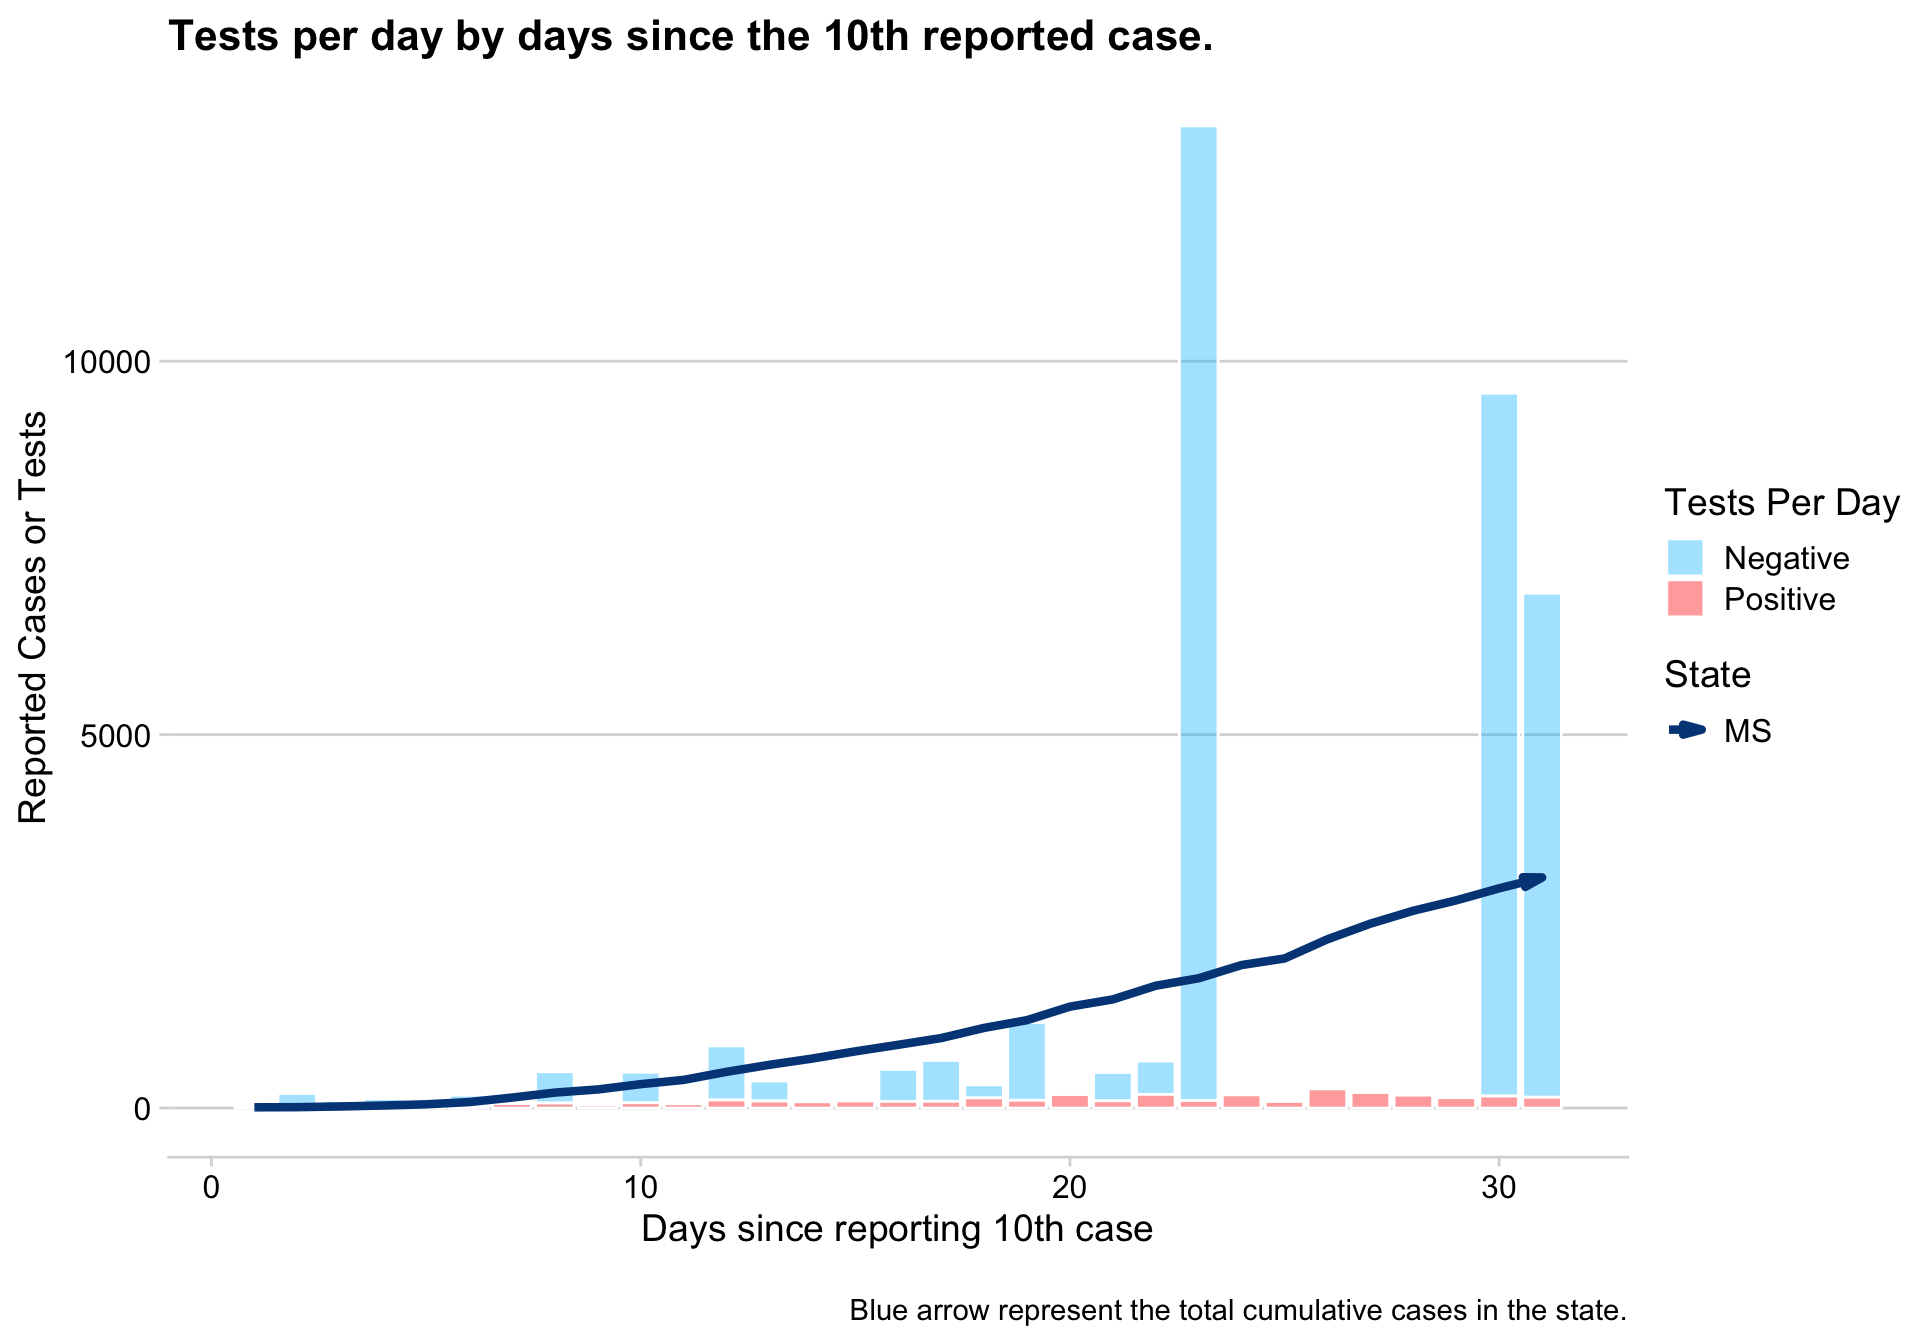 Tests per day by days since the 10th reported case.
10000
5000
0
Reported Cases or Tests
0
10
20
30
Days since reporting 10th case
Tests Per Day
Negative
Positive
State
MS
Blue arrow represent the total cumulative cases in the state.